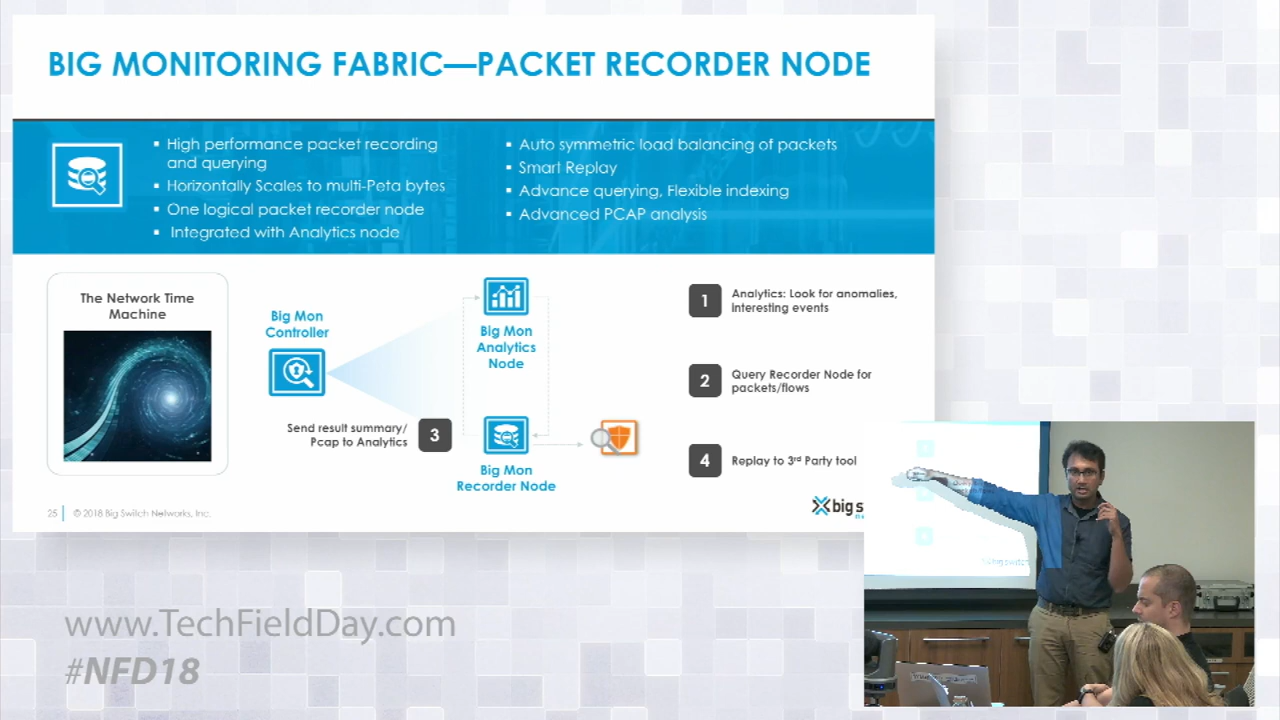 BIG MONITORING FABRIC—PACKET RECORDER NODE
▪ High performance packet recording
and querying
▪ Horizontally Scales to multi-Peta bytes
▪ One logical packet recorder node
▪ Integrated with Analytics node
▪ Auto symmetric load balancing of packets
▪ Smart Replay
▪ Advance querying, Flexible indexing
▪ Advanced PCAP analysis
The Network Time
Machine
Big Mon
Controller
Big Mon
Analytics
Node
Send result summary/
Pcap to Analytics
3
Big Mon
Recorder Node
1
Analytics: Look for anomalies,
Interesting events
2
Query Recorder Node for
packets/flows
4
Replay to 3rd Party tool
25 | © 2018 Big Switch Networks, Inc.
big s
big switch
www.TechFieldDay.com
#NFD18